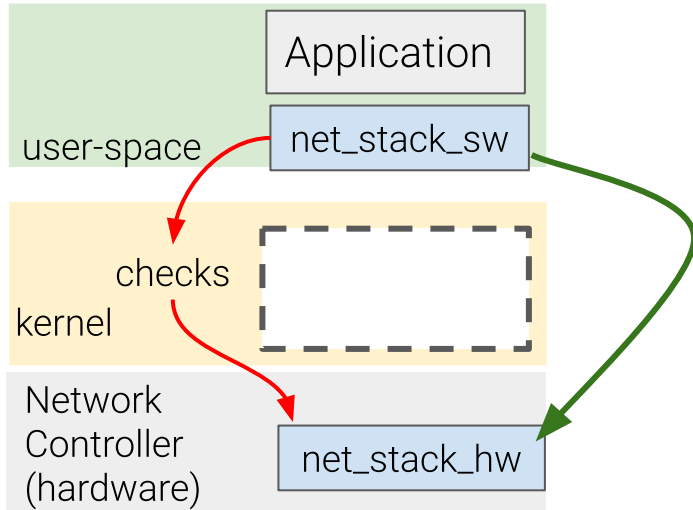 Application
net_stack_sw
user-space
checks
kernel
Network
Controller
(hardware)
net_stack_hw